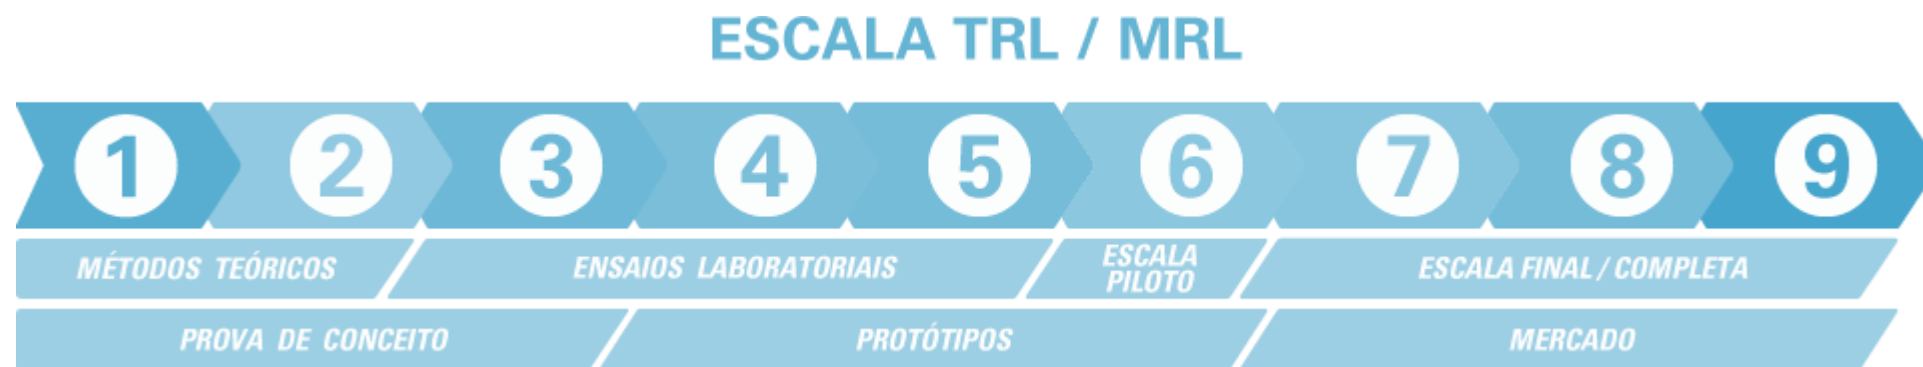 ESCALA TRL / MRL
1 2 3 4 5 6 7 8 9
MÉTODOS TEÓRICOS
ENSAIOS LABORATORIAIS
ESCALA
PILOTO
ESCALA FINAL / COMPLETA
PROVA DE CONCEITO
PROTÓTIPOS
MERCADO